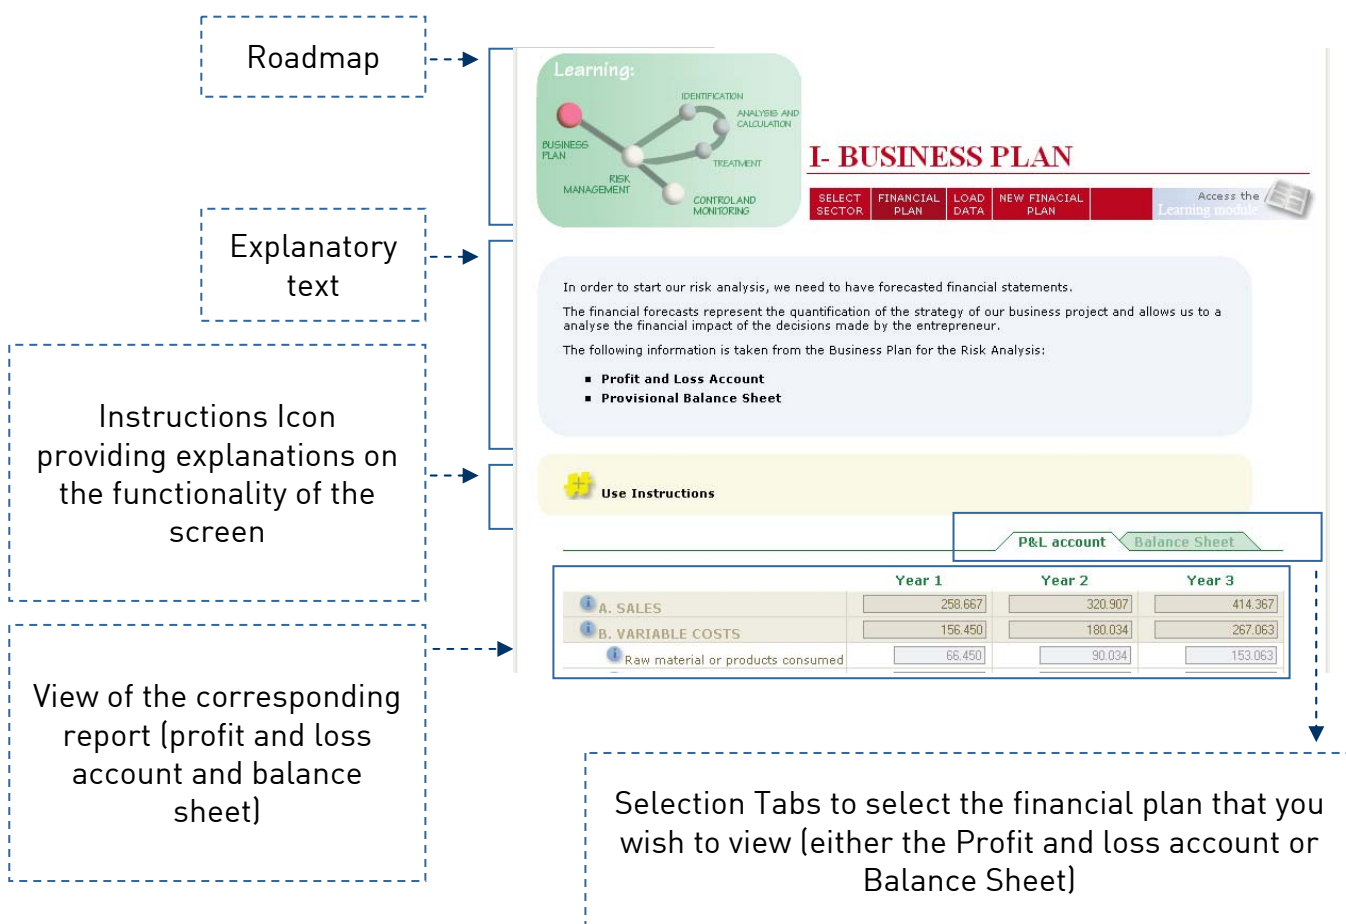 Roadmap
Explanatory
text
Instructions Icon
providing explanations on
the functionality of the
screen
View of the corresponding
report (profit and loss
account and balance
sheet)
Learning:
IDENTIFICATION
ANALYSIS AND
CALCULATION
BUSINESS
PLAN
TREATMENT
RISK
MANAGEMENT
CONTROL AND
MONITORING
I- BUSINESS PLAN
SELECT
SECTOR
FINANCIAL
PLAN
LOAD
DATA
NEW FINACIAL
PLAN
Access the
Learning module
In order to start our risk analysis, we need to have forecasted financial statements.
The financial forecasts represent the quantification of the strategy of our business project and allows us to a
analyse the financial impact of the decisions made by the entrepreneur.
The following information is taken from the Business Plan for the Risk Analysis:
▪ Profit and Loss Account
▪ Provisional Balance Sheet
Use Instructions
P&L account Balance Sheet
Year 1 Year 2 Year 3
A. SALES 258.667 320.907 414.367
B. VARIABLE COSTS 156.450 180.034 267.063
Raw material or products consumed 66.450 90.034 153.063
Selection Tabs to select the financial plan that you
wish to view (either the Profit and loss account or
Balance Sheet)